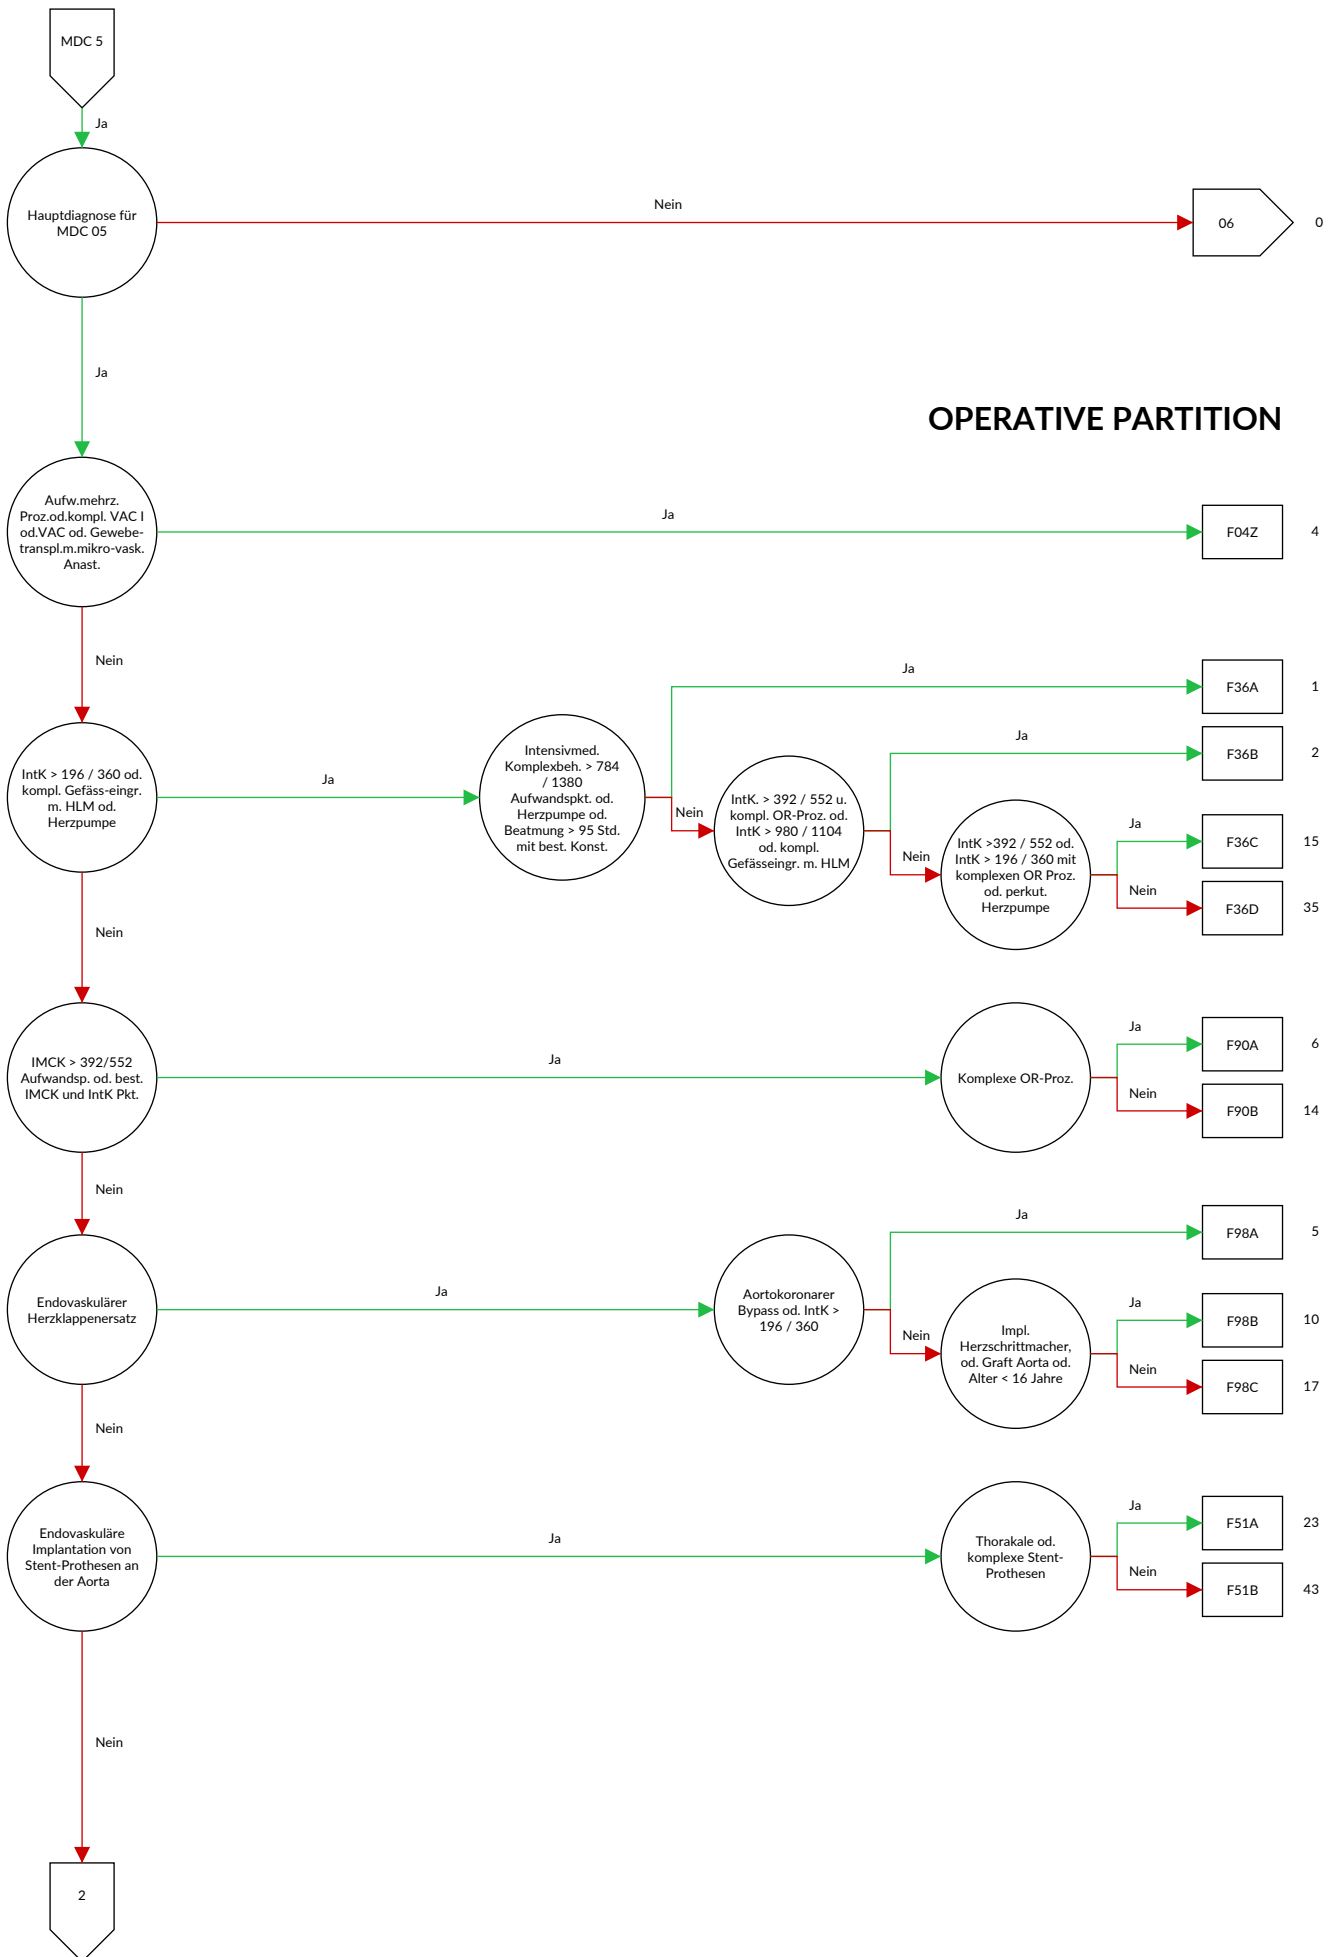 MDC 5
Ja
Hauptdiagnose für
MDC 05
Nein
06
0
Ja
OPERATIVE PARTITION
Aufw.mehrz.
Proz.od.kompl. VAC I
od.VAC od. Gewebe-
transpl.m.mikro-vask.
Anast.
Ja
F04Z
4
Nein
IntK > 196 / 360 od.
kompl. Gefäss-eingr.
m. HLM od.
Herzpumpe
Ja
Intensivmed.
Komplexbeh. > 784
/ 1380
Aufwandspkt. od.
Herzpumpe od.
Beatmung > 95 Std.
mit best. Konst.
Ja
F36A
1
Nein
IntK. > 392 / 552 u.
kompl. OR-Proz. od.
IntK > 980 / 1104
od. kompl.
Gefässeingr. m. HLM
Ja
F36B
2
Nein
IntK >392 / 552 od.
IntK > 196 / 360 mit
komplexen OR Proz.
od. perkut.
Herzpumpe
Ja
F36C
15
Nein
F36D
35
Nein
IMCK > 392/552
Aufwandsp. od. best.
IMCK und IntK Pkt.
Ja
Komplexe OR-Proz.
Ja
F90A
6
Nein
F90B
14
Nein
Endovaskulärer
Herzklappenersatz
Ja
Aortokoronarer
Bypass od. IntK >
196 / 360
Ja
F98A
5
Nein
Impl.
Herzschrittmacher,
od. Graft Aorta od.
Alter < 16 Jahre
Ja
F98B
10
Nein
F98C
17
Nein
Endovaskuläre
Implantation von
Stent-Prothesen an
der Aorta
Ja
Thorakale od.
komplexe Stent-
Prothesen
Ja
F51A
23
Nein
F51B
43
Nein
2